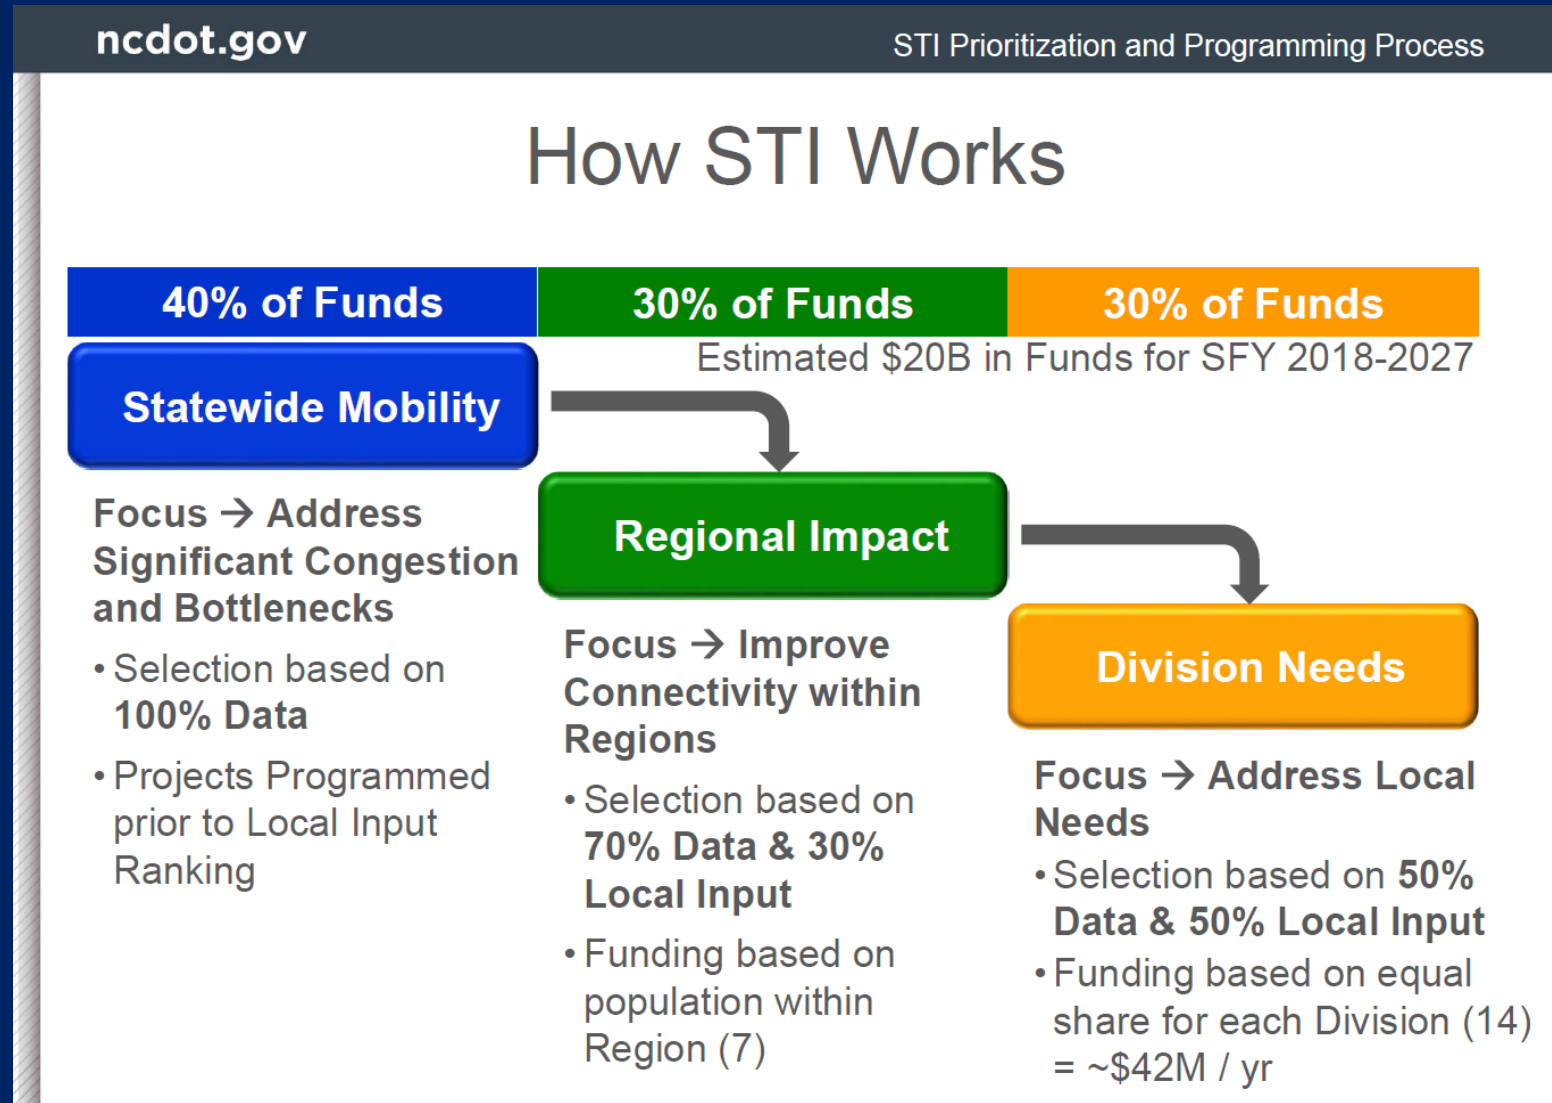 ncdot.gov
STI Prioritization and Programming Process
How STI Works
40% of Funds
30% of Funds
30% of Funds
Estimated $20B in Funds for SFY 2018-2027
Statewide Mobility
Focus → Address
Significant Congestion
and Bottlenecks
• Selection based on
100% Data
• Projects Programmed
prior to Local Input
Ranking
Regional Impact
Focus → Improve
Connectivity within
Regions
• Selection based on
70% Data & 30%
Local Input
• Funding based on
population within
Region (7)
Division Needs
Focus → Address Local
Needs
• Selection based on 50%
Data & 50% Local Input
• Funding based on equal
share for each Division (14)
= ~$42M / yr